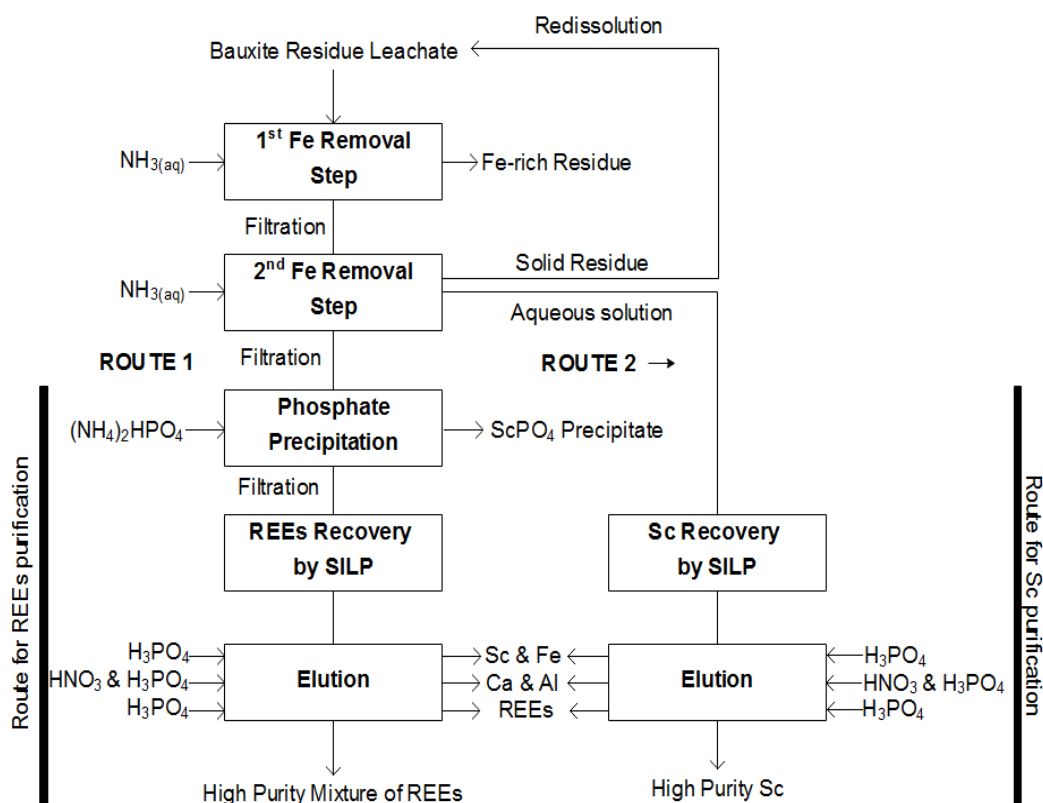 Redissolution
Bauxite Residue Leachate
1st Fe Removal
Step
NH3(aq)
Fe-rich Residue
Filtration
2nd Fe Removal
Step
Solid Residue
NH3(aq)
Aqueous solution
ROUTE 1
Filtration
ROUTE 2
Phosphate
Precipitation
(NH4)2HPO4
ScPO4 Precipitate
Filtration
REEs Recovery
by SILP
Sc Recovery
by SILP
Route for REEs purification
Route for Sc purification
H3PO4
HNO3 & H3PO4
H3PO4
Elution
Sc & Fe
Ca & Al
REEs
Elution
H3PO4
HNO3 & H3PO4
H3PO4
High Purity Mixture of REEs
High Purity Sc